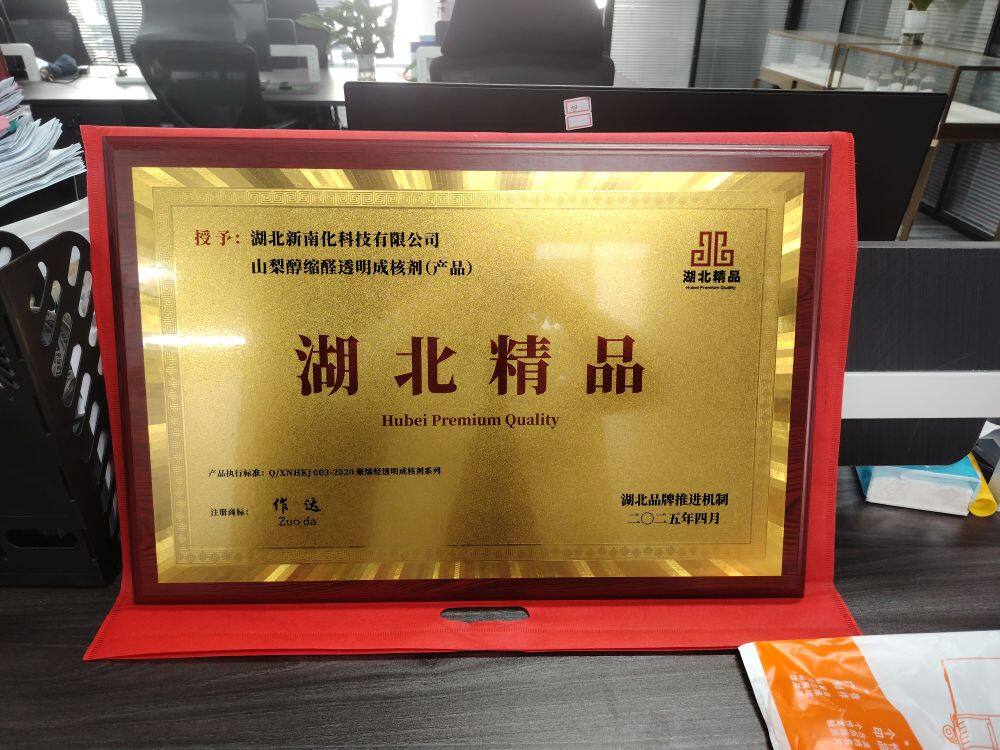 授予：湖北新南化科技有限公司
山梨醇缩醛透明成核剂(产品)
湖北精品
Hubei Premium Quality
湖北精品
Hubei Premium Quality
产品执行标准：Q/XNHKJ 003-2020 聚烯烃透明成核剂系列
注册商标：
作达
Zuo da
湖北品牌推进机制
二〇二五年四月